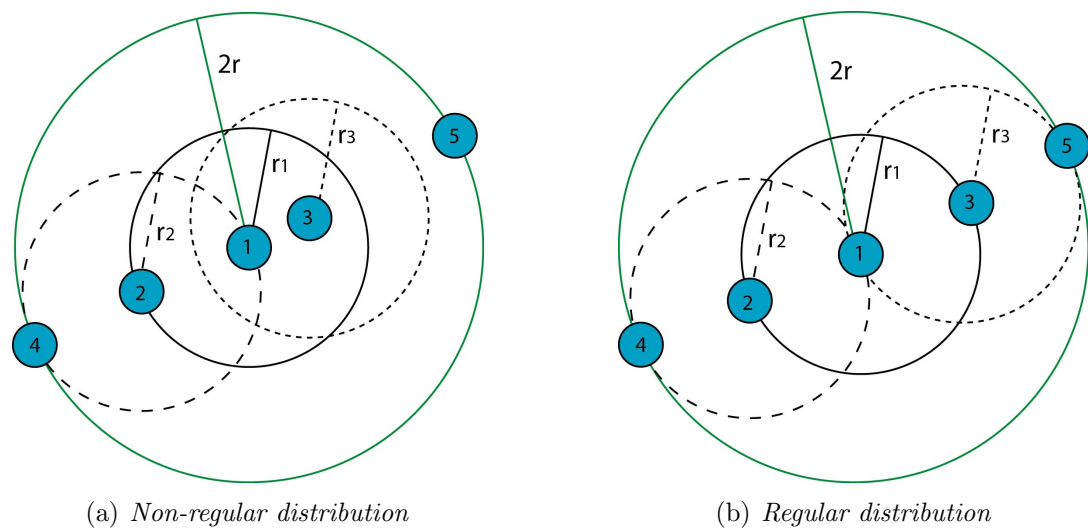 2r
r1
r2
r3
1
2
3
4
5
(a) Non-regular distribution
2r
r1
r2
r3
1
2
3
4
5
(b) Regular distribution